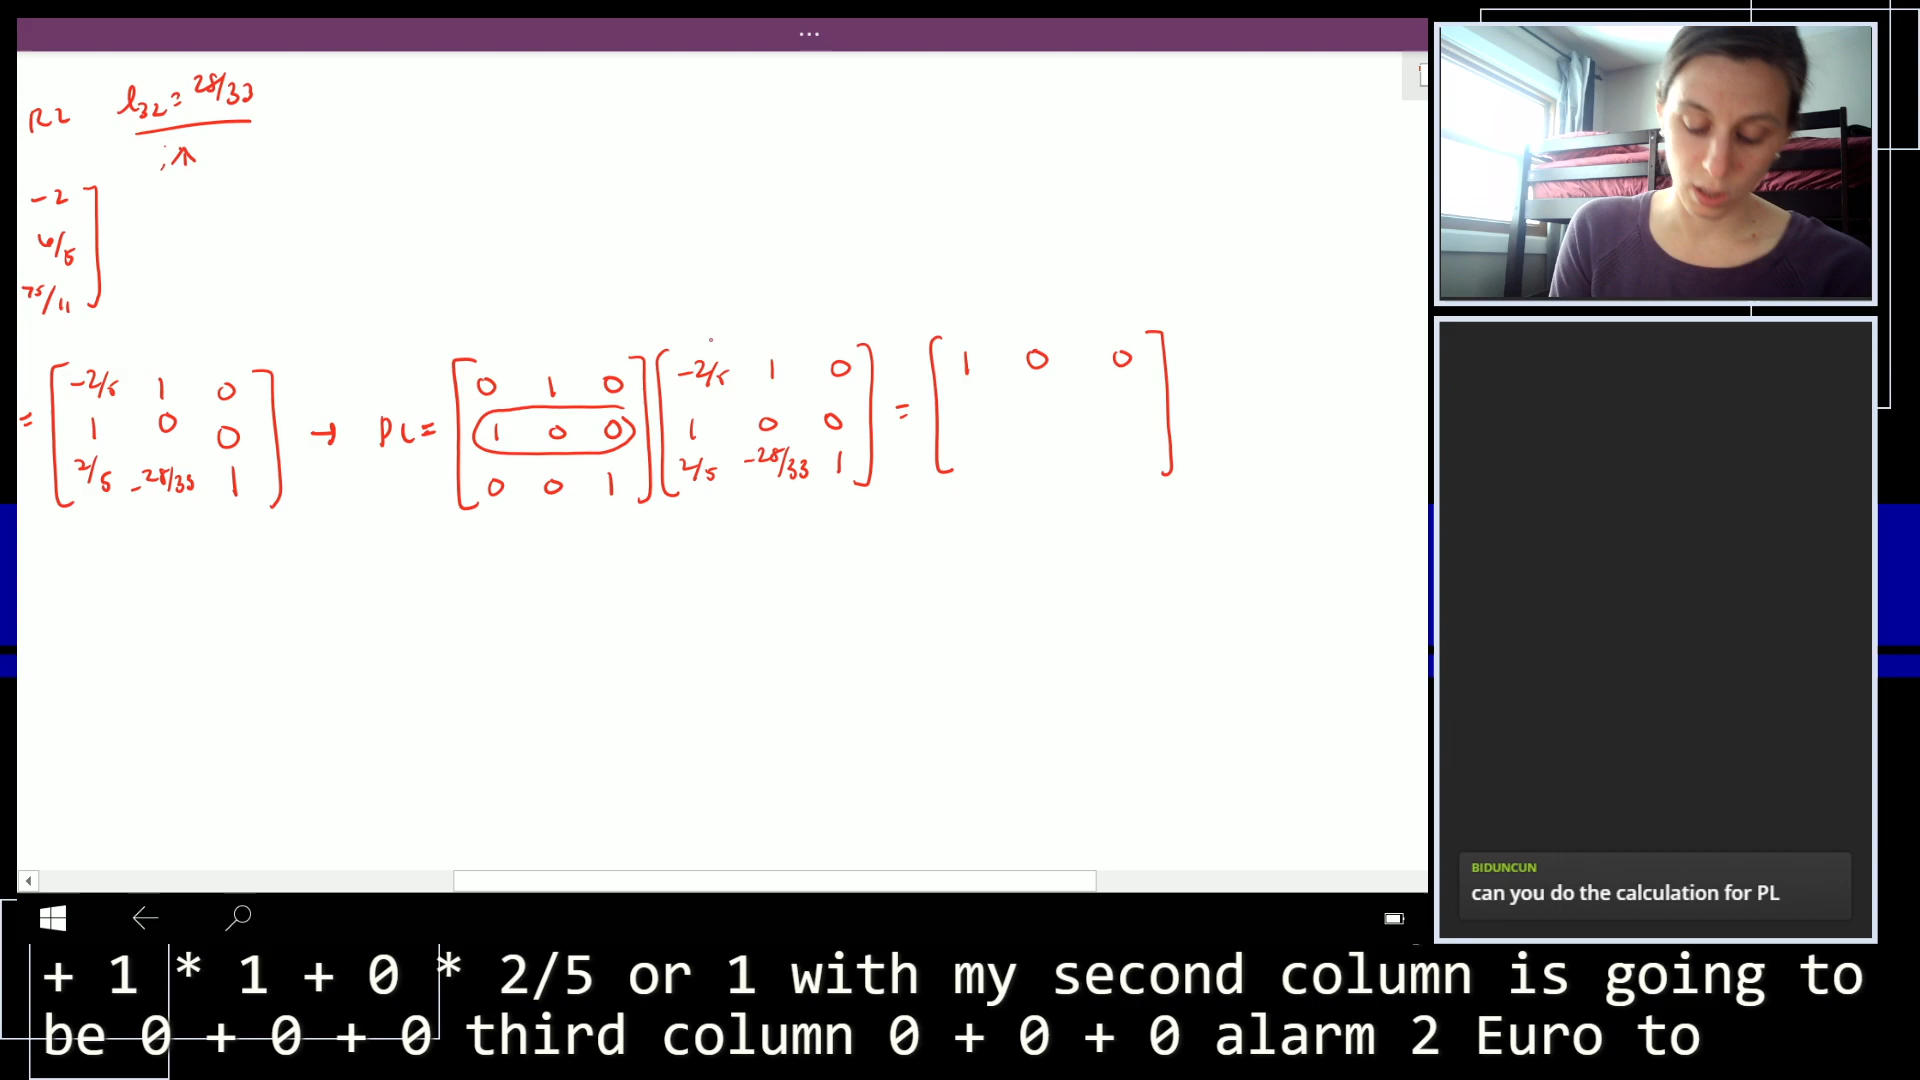 ...
R2 l32 = 28/33
-2
6/5
75/11
= [ -2/5 1 0
1 0 0
2/5 -28/33 1 ]
→ PL = [ 0 1 0
1 0 0
0 0 1 ]
[ -2/5 1 0
1 0 0
2/5 -28/33 1 ]
= [ 1 0 0 ]
BIDUNCUN
can you do the calculation for PL
+ 1 * 1 + 0 * 2/5 or 1 with my second column is going to
be 0 + 0 + 0 third column 0 + 0 + 0 alarm 2 Euro to